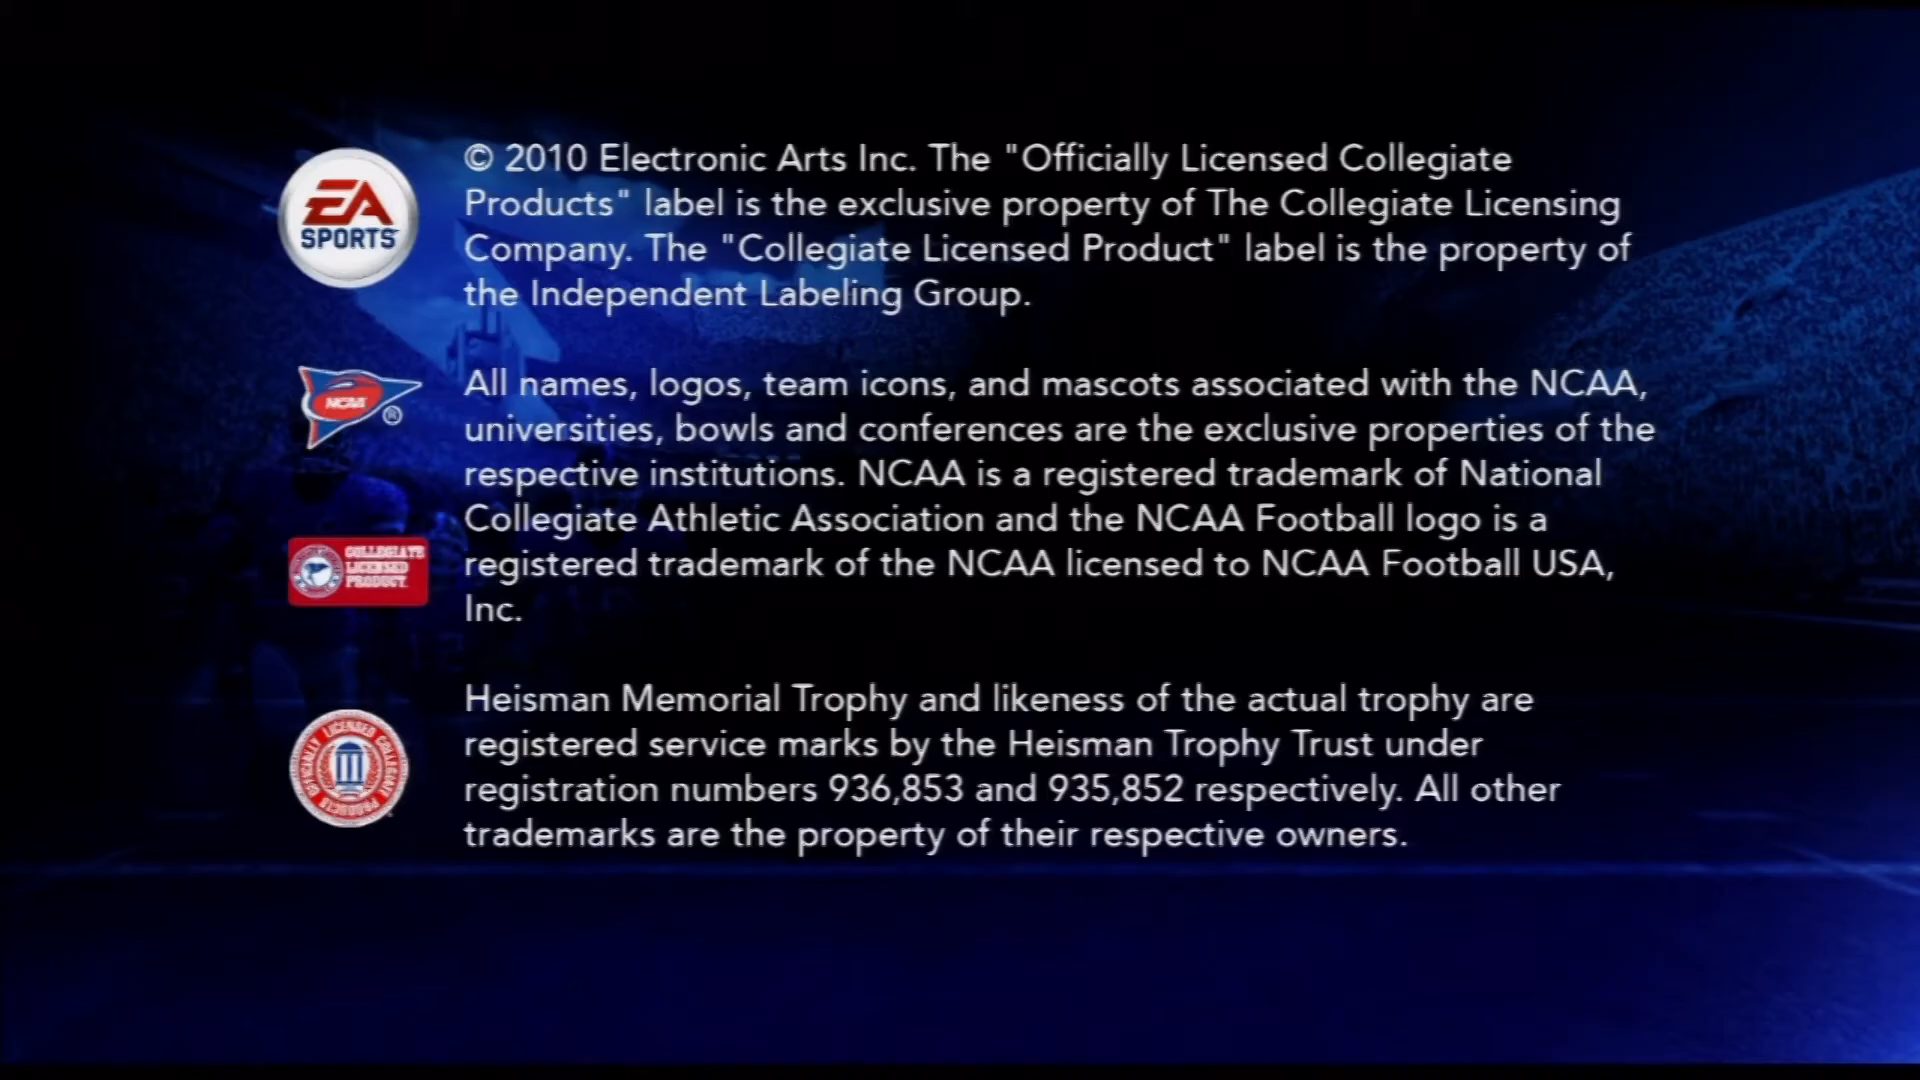 EA
SPORTS
© 2010 Electronic Arts Inc. The "Officially Licensed Collegiate
Products" label is the exclusive property of The Collegiate Licensing
Company. The "Collegiate Licensed Product" label is the property of
the Independent Labeling Group.
NCAA
®
All names, logos, team icons, and mascots associated with the NCAA,
universities, bowls and conferences are the exclusive properties of the
respective institutions. NCAA is a registered trademark of National
Collegiate Athletic Association and the NCAA Football logo is a
registered trademark of the NCAA licensed to NCAA Football USA,
Inc.
COLLEGIATE
LICENSED
PRODUCT
OFFICIALLY LICENSED COLLEGIATE PRODUCTS
Heisman Memorial Trophy and likeness of the actual trophy are
registered service marks by the Heisman Trophy Trust under
registration numbers 936,853 and 935,852 respectively. All other
trademarks are the property of their respective owners.